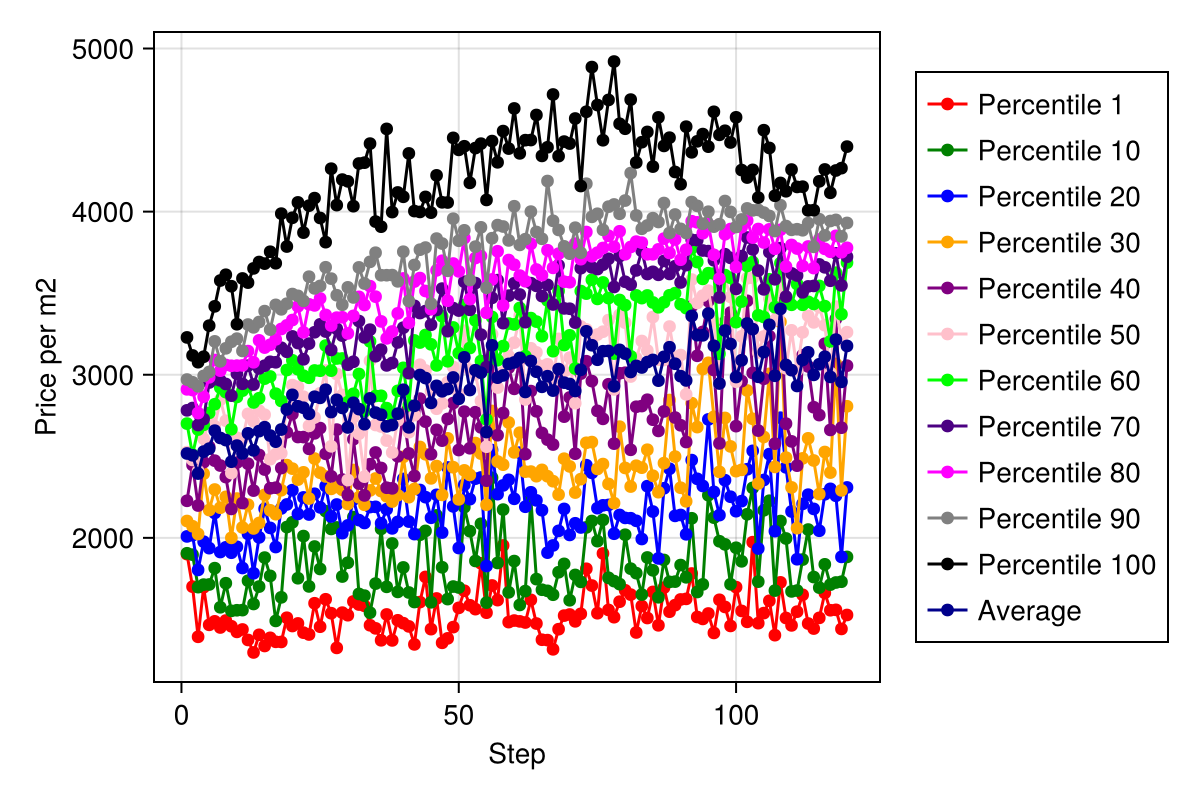 5000
4000
3000
2000
Price per m2
0
50
100
Step
Percentile 1
Percentile 10
Percentile 20
Percentile 30
Percentile 40
Percentile 50
Percentile 60
Percentile 70
Percentile 80
Percentile 90
Percentile 100
Average